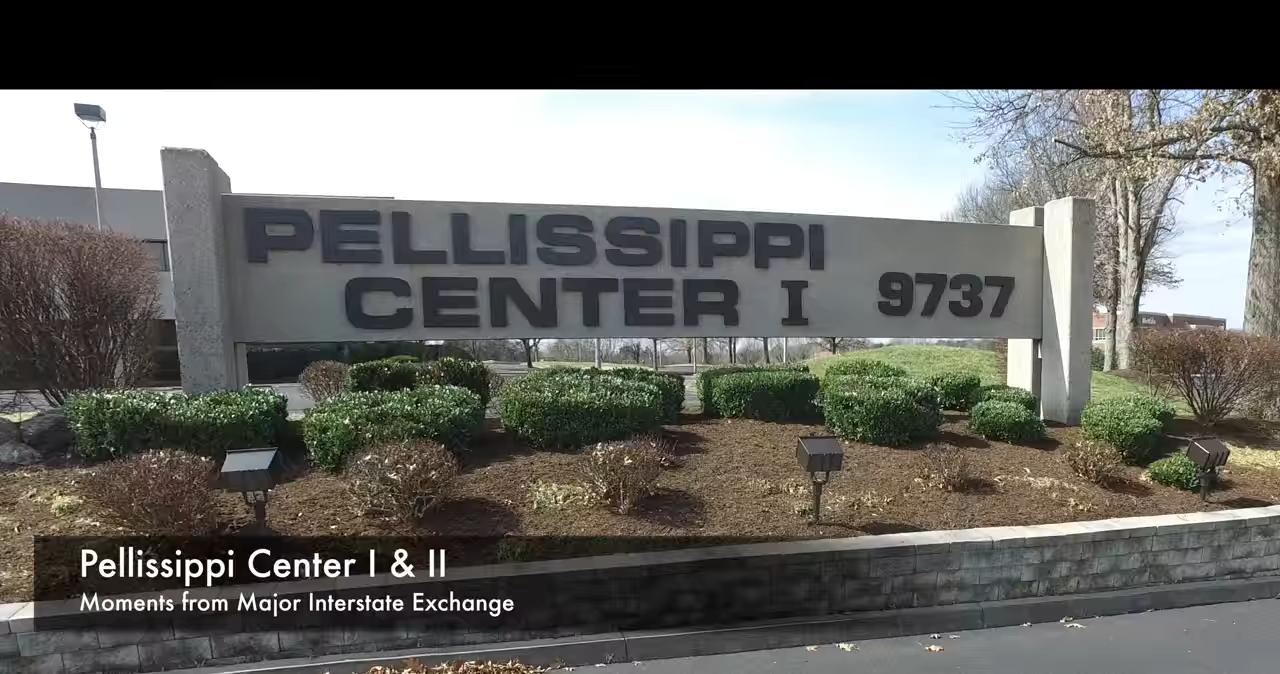 PELLISSIPPI
CENTER I 9737
Pellissippi Center I & II
Moments from Major Interstate Exchange